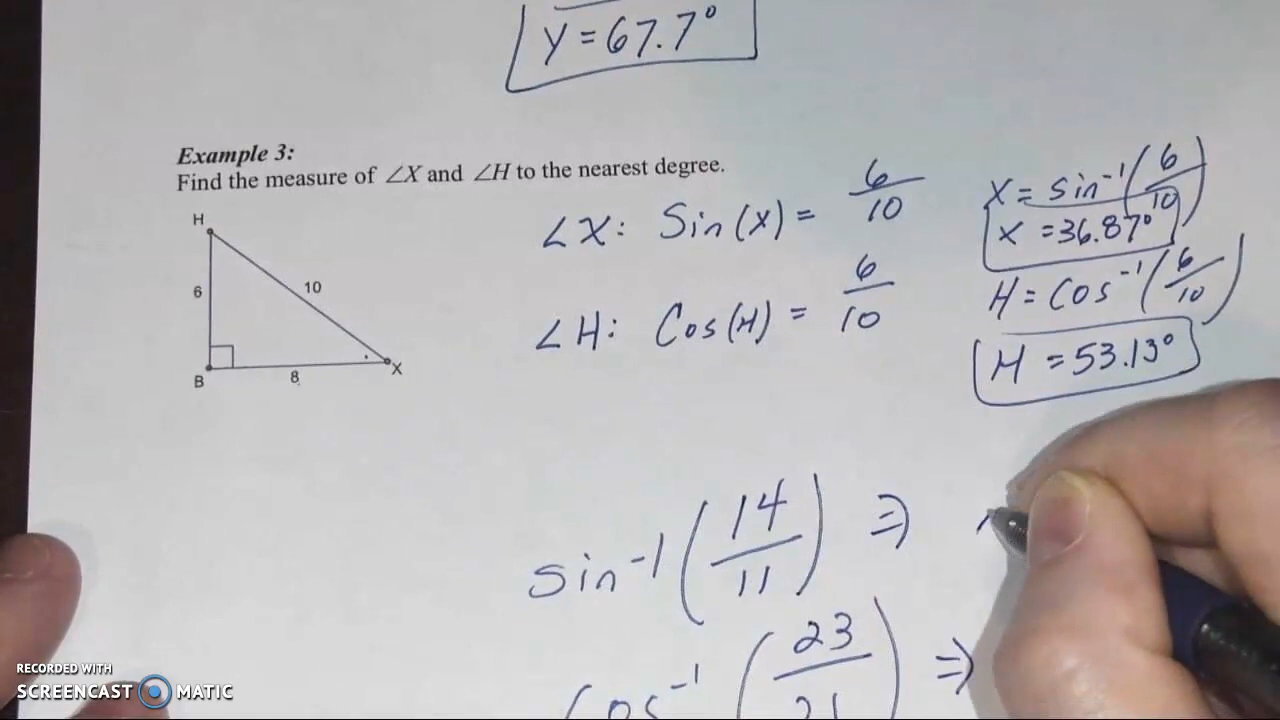 Y = 67.7°
Example 3:
Find the measure of ∠X and ∠H to the nearest degree.
H
6
10
B
8
X
∠X: Sin(x) = 6/10
X = sin⁻¹(6/10)
X = 36.87°
∠H: Cos(H) = 6/10
H = Cos⁻¹(6/10)
H = 53.13°
sin⁻¹(14/11) ⇒
Cos⁻¹(23/21) ⇒
RECORDED WITH
SCREENCAST MATIC